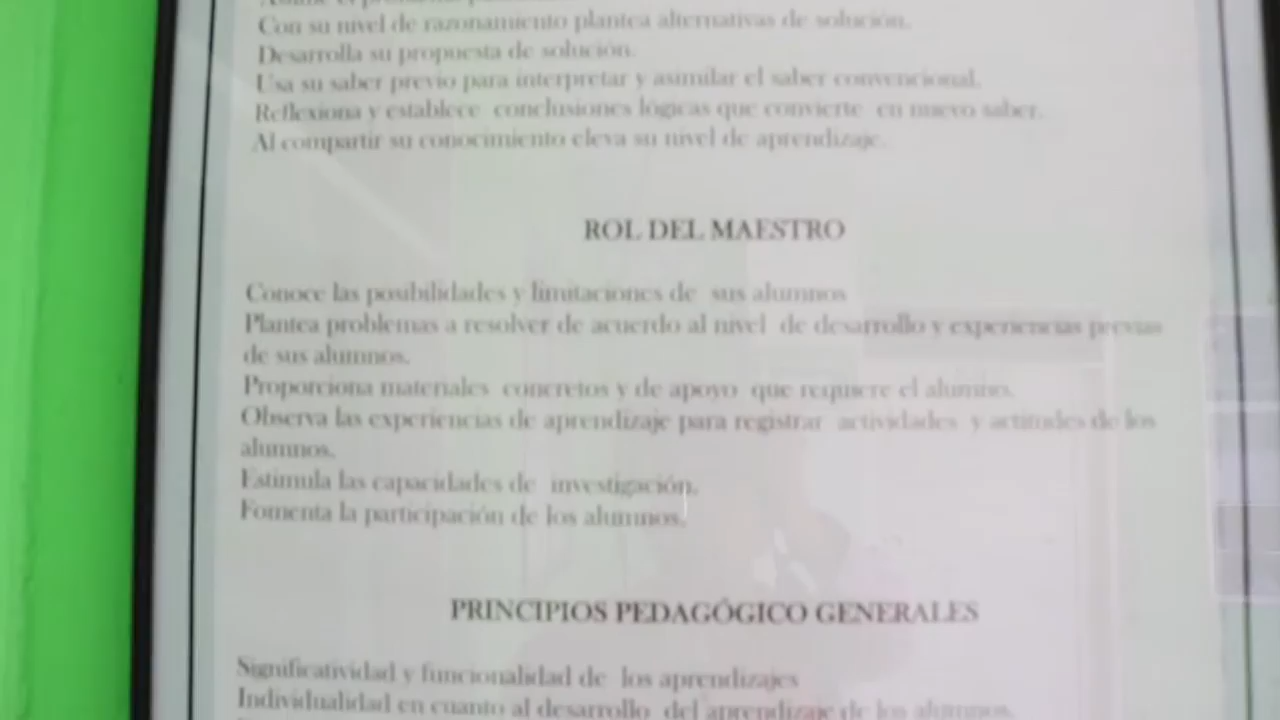 Con su nivel de razonamiento plantea alternativas de solución.
Desarrolla su propuesta de solución.
Usa su saber previo para interpretar y asimilar el saber convencional.
Reflexiona y establece conclusiones lógicas que convierte en nuevo saber.
Al compartir su conocimiento eleva su nivel de aprendizaje.
ROL DEL MAESTRO
Conoce las posibilidades y limitaciones de sus alumnos
Plantea problemas a resolver de acuerdo al nivel de desarrollo y experiencias previas
de sus alumnos.
Proporciona materiales concretos y de apoyo que requiere el alumno.
Observa las experiencias de aprendizaje para registrar actividades y actitudes de los
alumnos.
Estimula las capacidades de investigación.
Fomenta la participación de los alumnos.
PRINCIPIOS PEDAGÓGICO GENERALES
Significatividad y funcionalidad de los aprendizajes
Individualidad en cuanto al desarrollo del aprendizaje de los alumnos.